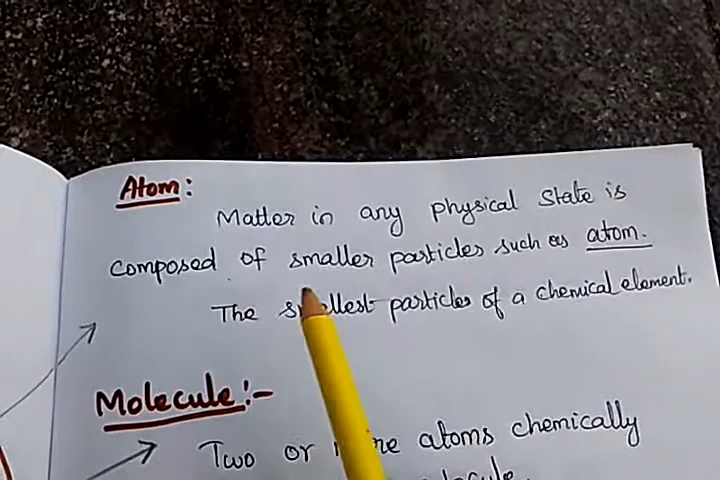 Atom:
Matter in any physical State is
composed of smaller particles such as atom.
The smallest particles of a chemical element.
Molecule:-
Two or more atoms chemically